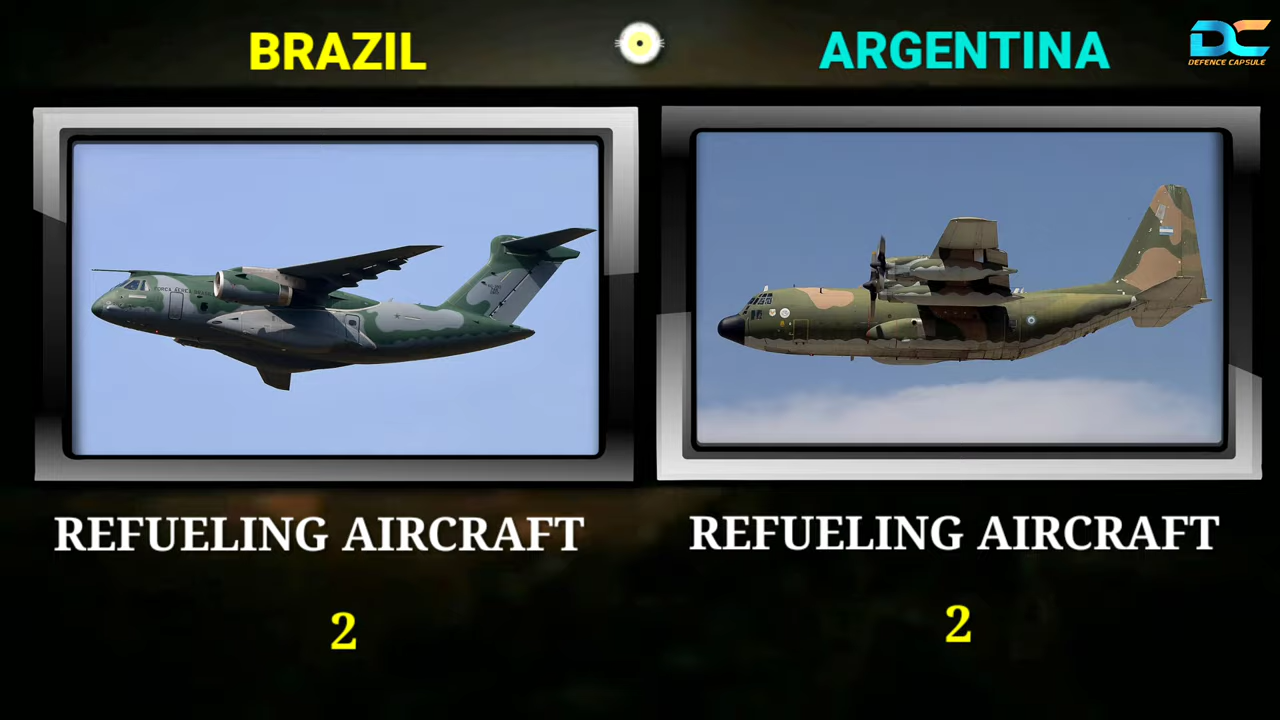 BRAZIL
ARGENTINA
DC
DEFENCE CAPSULE
REFUELING AIRCRAFT
REFUELING AIRCRAFT
2
2